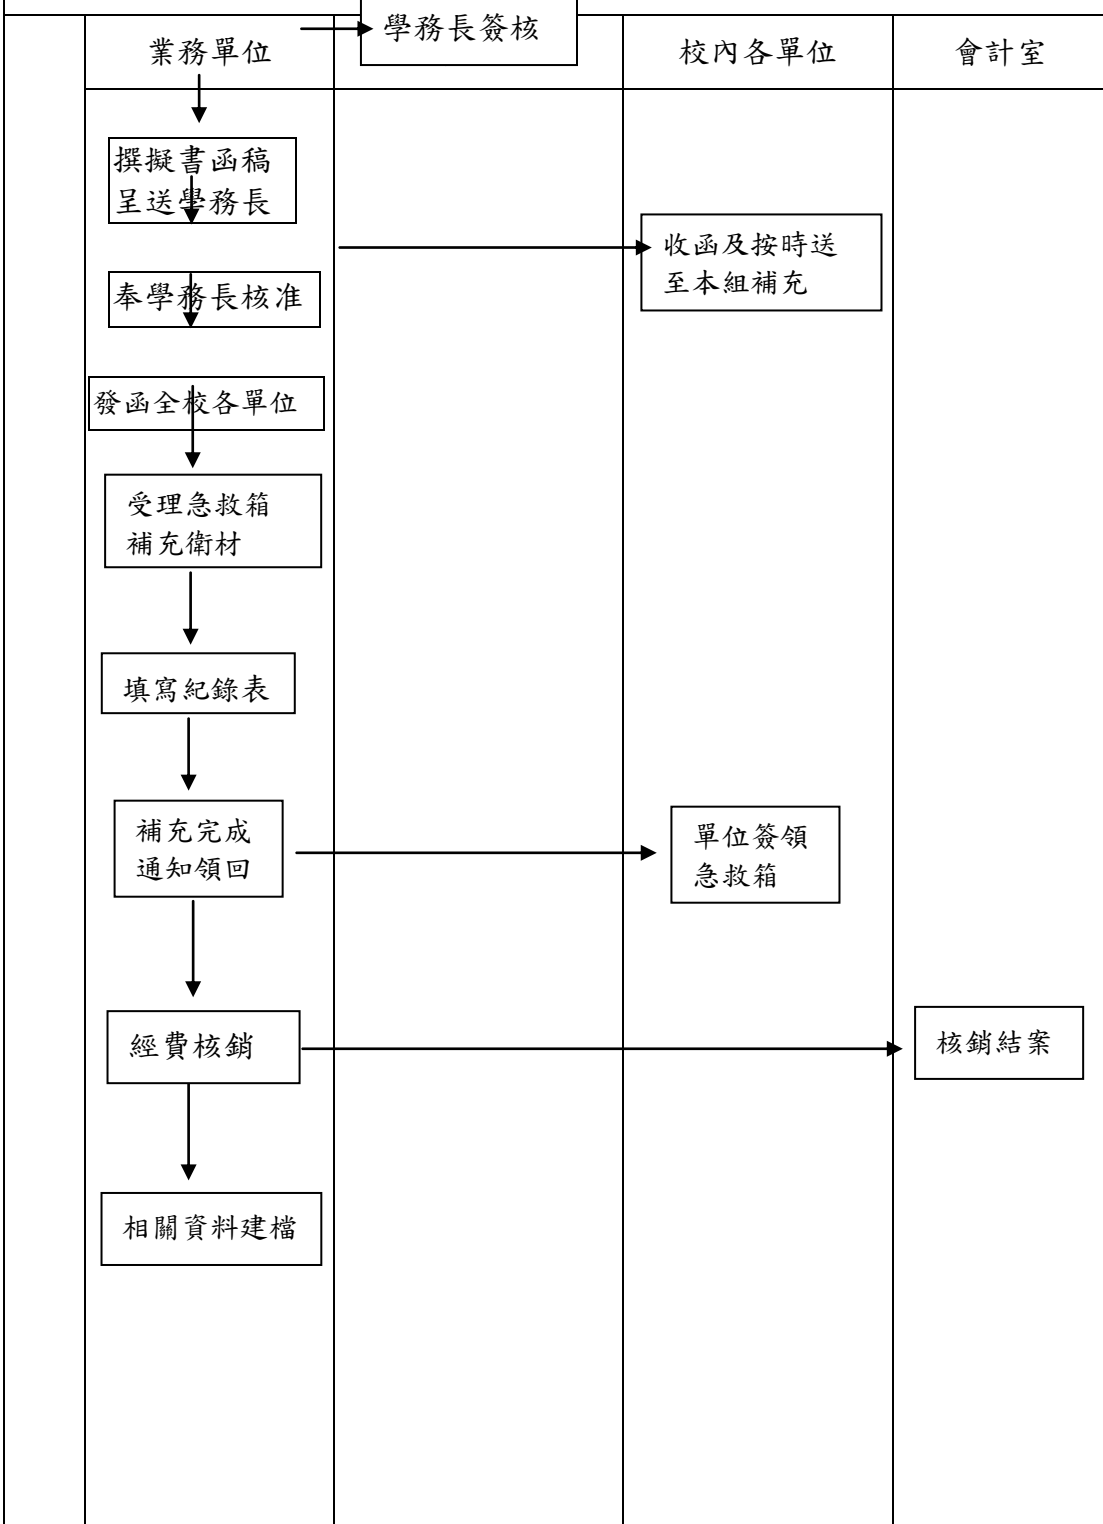 學務長簽核
業務單位
校內各單位
會計室
撰擬書函稿
呈送學務長
收函及按時送
至本組補充
奉學務長核准
發函全校各單位
受理急救箱
補充衛材
填寫紀錄表
補充完成
通知領回
單位簽領
急救箱
經費核銷
核銷結案
相關資料建檔